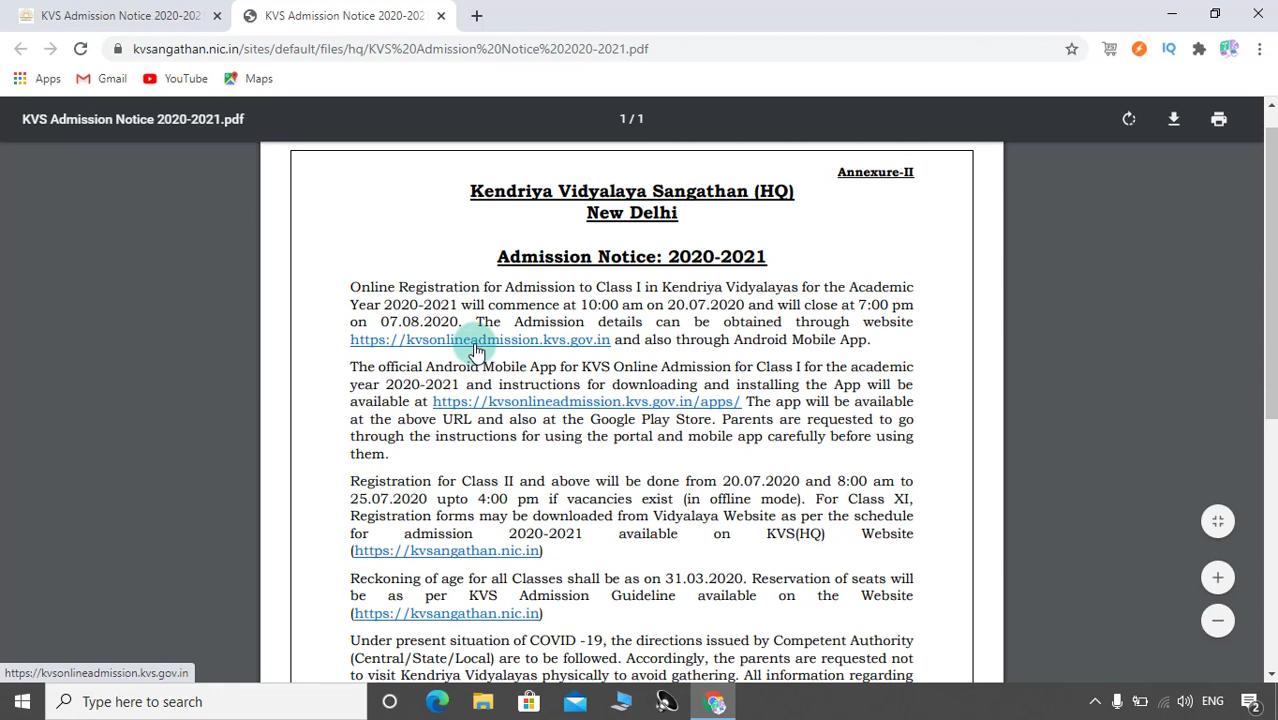 KVS Admission Notice 2020-202
KVS Admission Notice 2020-202
kvsangathan.nic.in/sites/default/files/hq/KVS%20Admission%20Notice%202020-2021.pdf
IQ
Apps
Gmail
YouTube
Maps
KVS Admission Notice 2020-2021.pdf
1 / 1
Annexure-II
Kendriya Vidyalaya Sangathan (HQ)
New Delhi
Admission Notice: 2020-2021
Online Registration for Admission to Class I in Kendriya Vidyalayas for the Academic
Year 2020-2021 will commence at 10:00 am on 20.07.2020 and will close at 7:00 pm
on 07.08.2020. The Admission details can be obtained through website
https://kvsonlineadmission.kvs.gov.in and also through Android Mobile App.
The official Android Mobile App for KVS Online Admission for Class I for the academic
year 2020-2021 and instructions for downloading and installing the App will be
available at https://kvsonlineadmission.kvs.gov.in/apps/ The app will be available
at the above URL and also at the Google Play Store. Parents are requested to go
through the instructions for using the portal and mobile app carefully before using
them.
Registration for Class II and above will be done from 20.07.2020 and 8:00 am to
25.07.2020 upto 4:00 pm if vacancies exist (in offline mode). For Class XI,
Registration forms may be downloaded from Vidyalaya Website as per the schedule
for admission 2020-2021 available on KVS(HQ) Website
(https://kvsangathan.nic.in)
Reckoning of age for all Classes shall be as on 31.03.2020. Reservation of seats will
be as per KVS Admission Guideline available on the Website
(https://kvsangathan.nic.in)
Under present situation of COVID -19, the directions issued by Competent Authority
(Central/State/Local) are to be followed. Accordingly, the parents are requested not
to visit Kendriya Vidyalayas physically to avoid gathering. All information regarding
https://kvsonlineadmission.kvs.gov.in
Type here to search
ENG
2